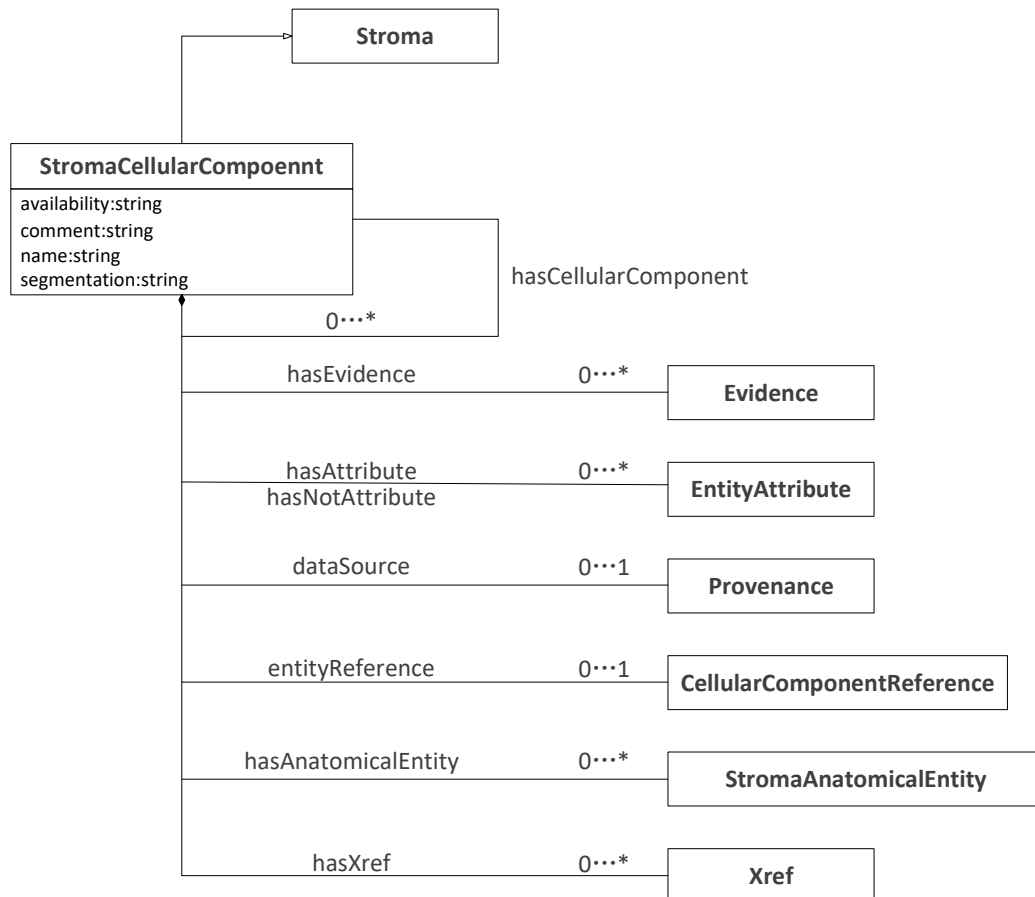 Stroma
StromaCellularCompoennt
availability:string
comment:string
name:string
segmentation:string
hasCellularComponent
0···*
hasEvidence 0···*
Evidence
hasAttribute 0···*
hasNotAttribute
EntityAttribute
dataSource 0···1
Provenance
entityReference 0···1
CellularComponentReference
hasAnatomicalEntity 0···*
StromaAnatomicalEntity
hasXref 0···*
Xref